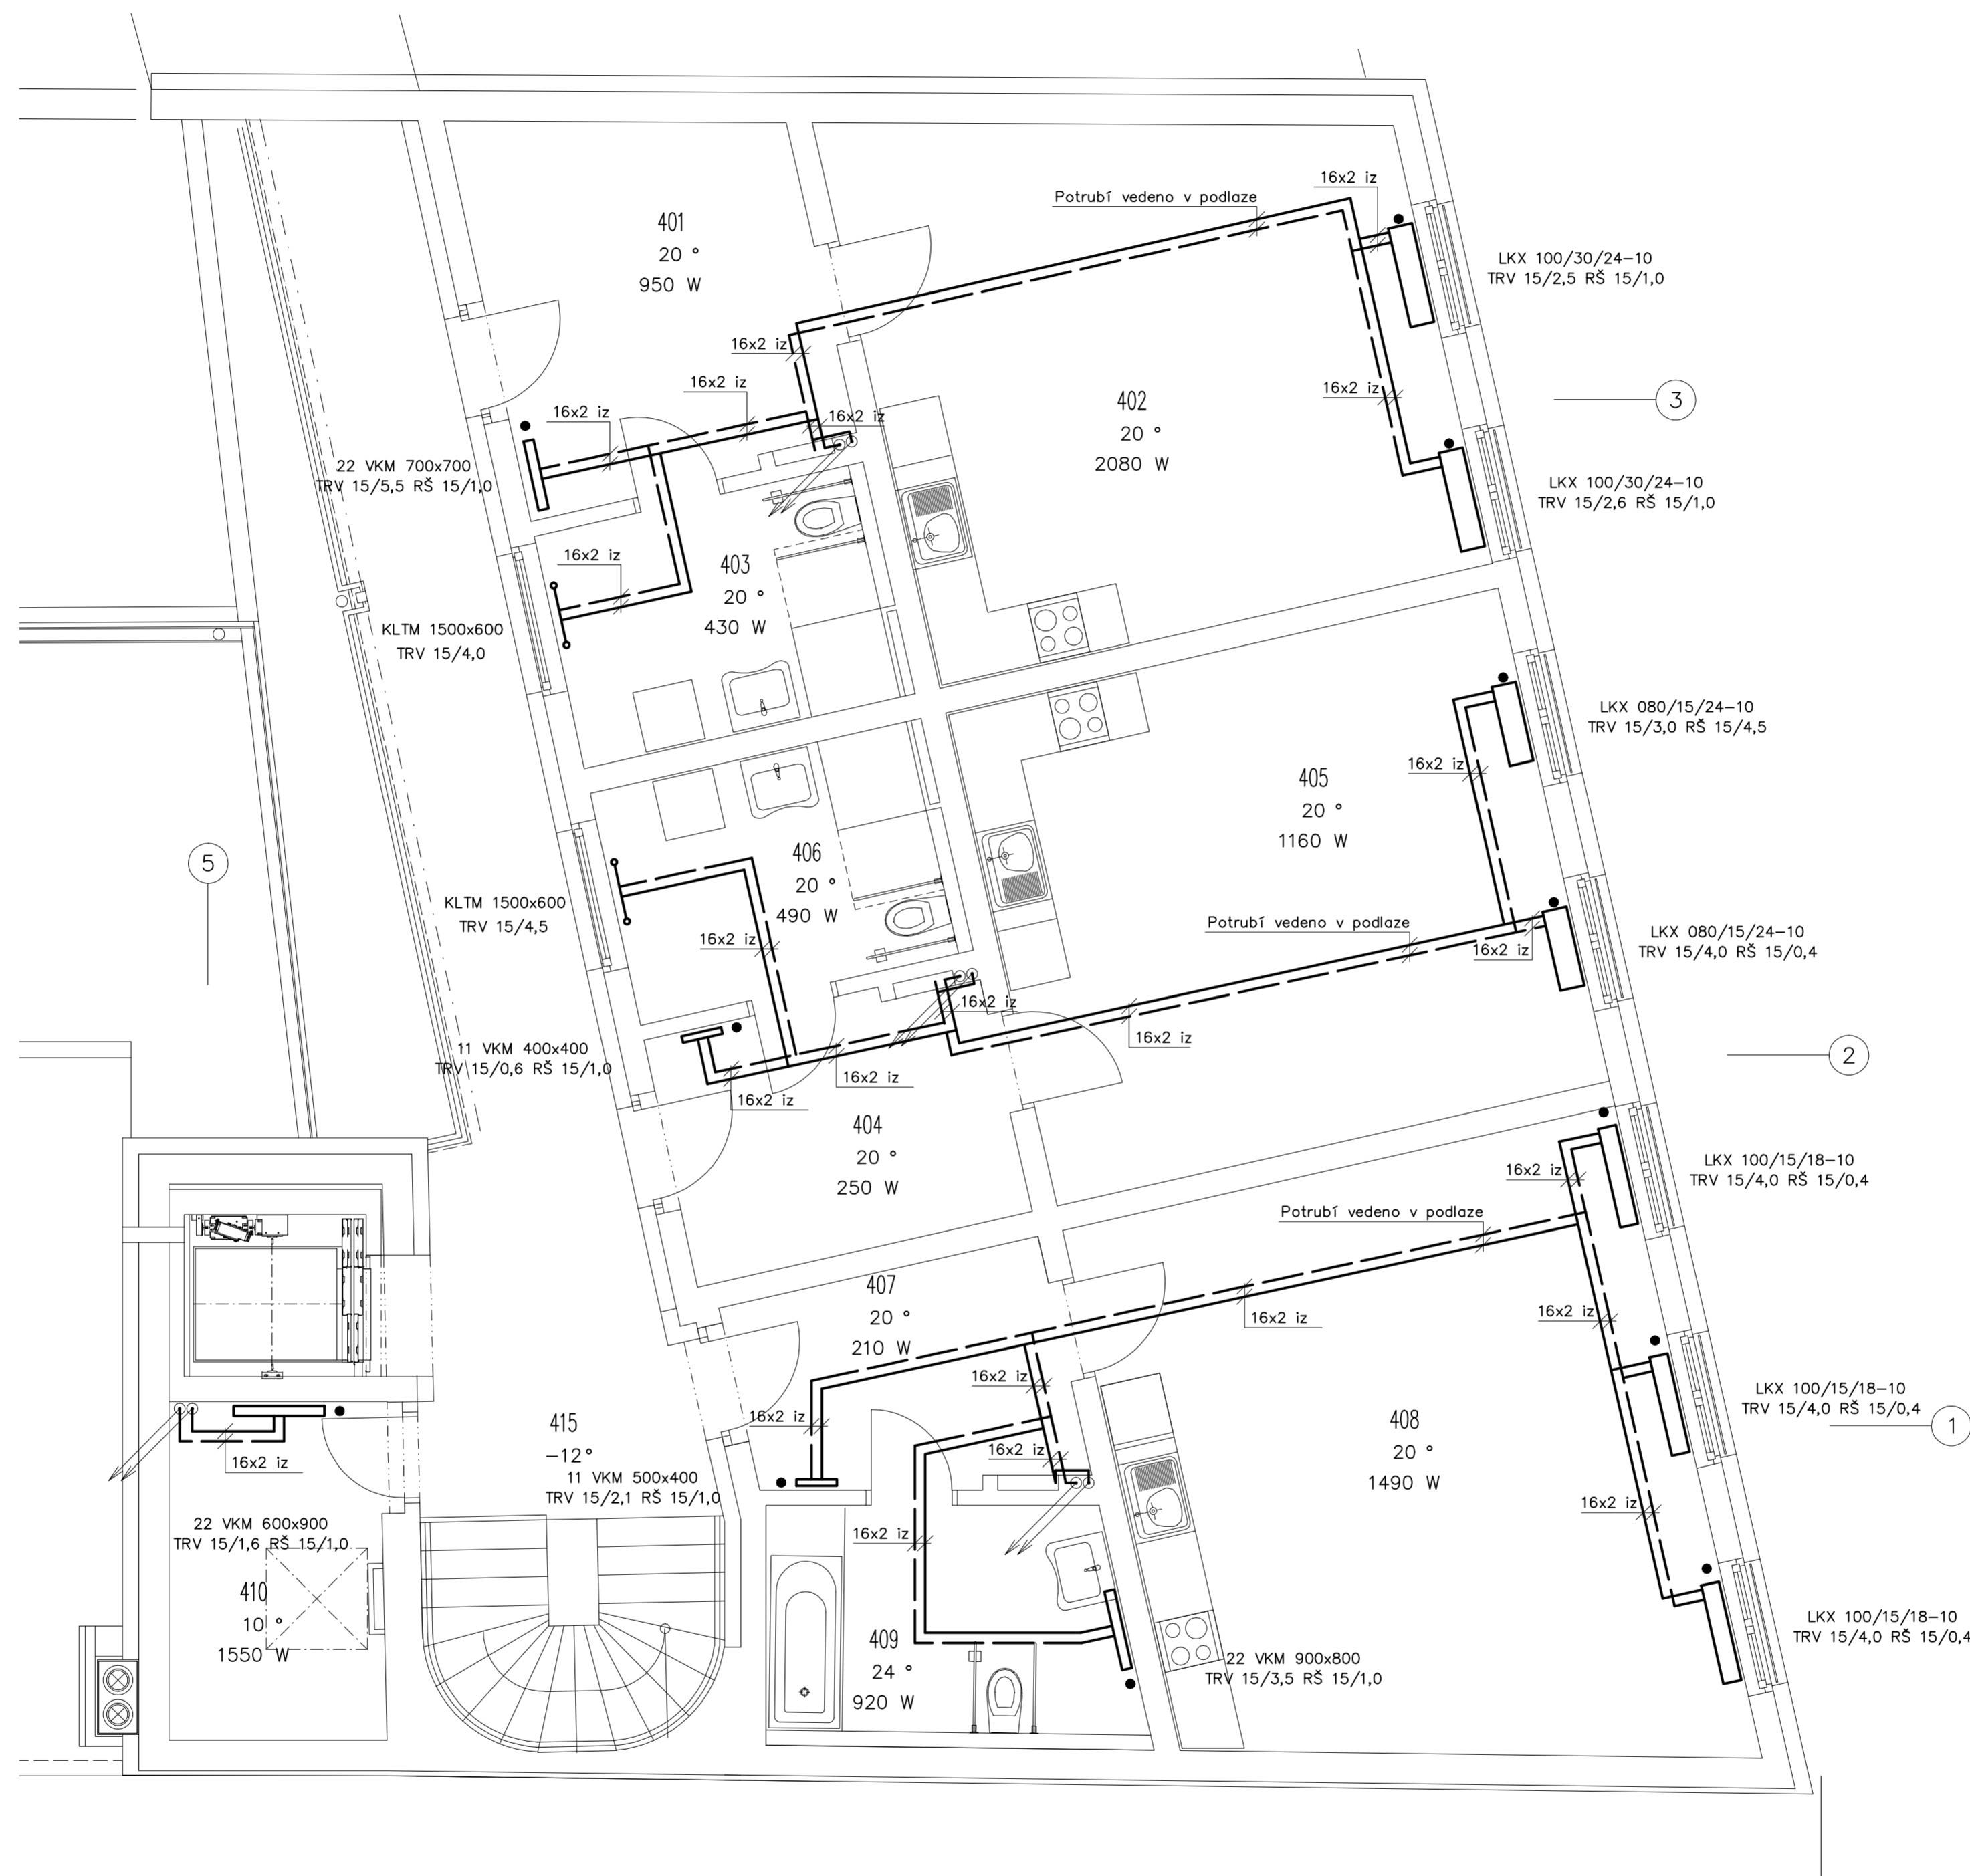 16x2 iz
Potrubí vedeno v podlaze
401
20 °
950 W
LKX 100/30/24-10
TRV 15/2,5 RŠ 15/1,0
16x2 iz
16x2 iz
16x2 iz
3
402
20 °
2080 W
16x2 iz
16x2 iz
22 VKM 700x700
TRV 15/5,5 RŠ 15/1,0
LKX 100/30/24-10
TRV 15/2,6 RŠ 15/1,0
16x2 iz
403
20 °
430 W
KLTM 1500x600
TRV 15/4,0
LKX 080/15/24-10
TRV 15/3,0 RŠ 15/4,5
16x2 iz
405
20 °
1160 W
5
406
20 °
490 W
KLTM 1500x600
TRV 15/4,5
16x2 iz
Potrubí vedeno v podlaze
16x2 iz
LKX 080/15/24-10
TRV 15/4,0 RŠ 15/0,4
16x2 iz
16x2 iz
11 VKM 400x400
TRV 15/0,6 RŠ 15/1,0
16x2 iz
16x2 iz
2
404
20 °
250 W
16x2 iz
LKX 100/15/18-10
TRV 15/4,0 RŠ 15/0,4
Potrubí vedeno v podlaze
407
20 °
210 W
16x2 iz
16x2 iz
16x2 iz
16x2 iz
LKX 100/15/18-10
TRV 15/4,0 RŠ 15/0,4
1
415
-12°
408
20 °
1490 W
16x2 iz
16x2 iz
11 VKM 500x400
TRV 15/2,1 RŠ 15/1,0
16x2 iz
22 VKM 600x900
TRV 15/1,6 RŠ 15/1,0
16x2 iz
410
10 °
1550 W
409
24 °
920 W
22 VKM 900x800
TRV 15/3,5 RŠ 15/1,0
LKX 100/15/18-10
TRV 15/4,0 RŠ 15/0,4